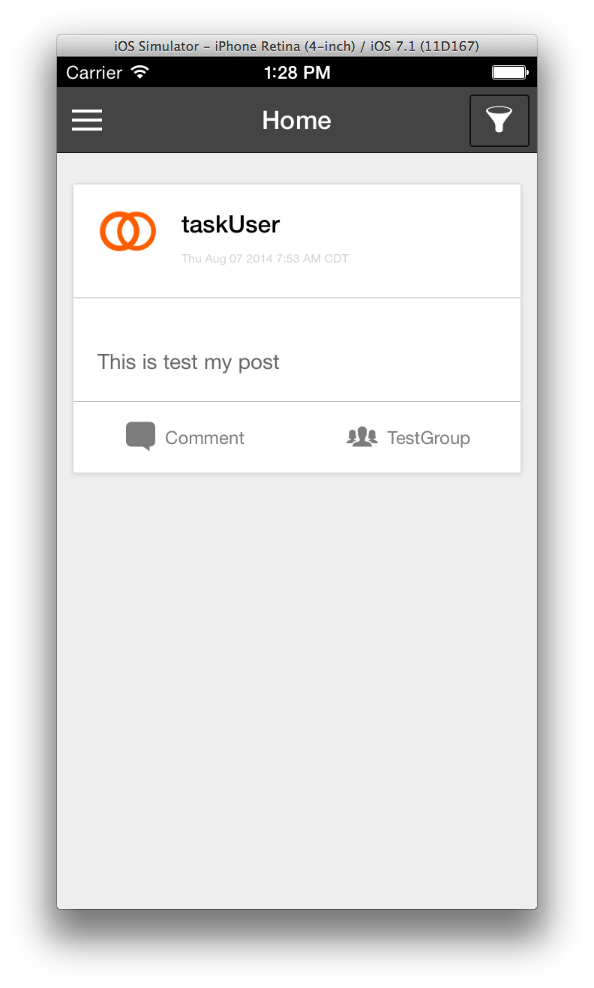 iOS Simulator – iPhone Retina (4-inch) / iOS 7.1 (11D167)
Carrier 1:28 PM
Home
taskUser
Thu Aug 07 2014 7:53 AM CDT
This is test my post
Comment TestGroup